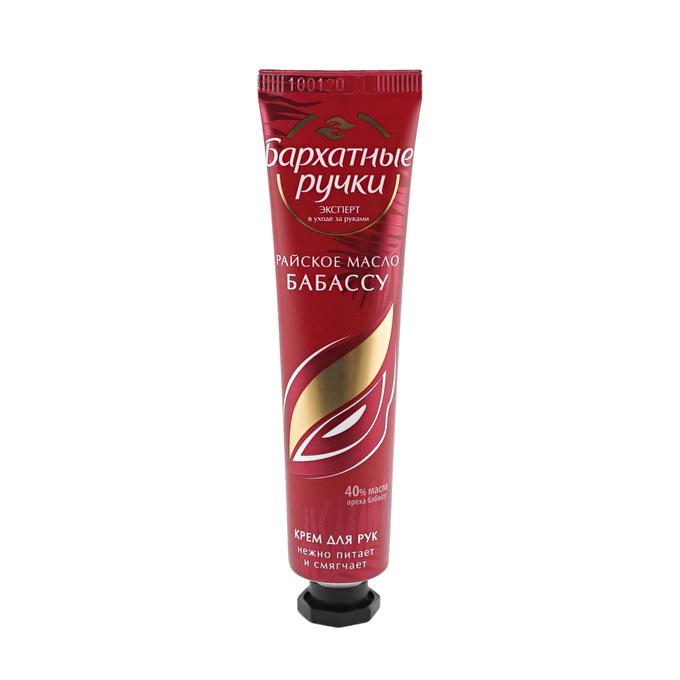 100120
Бархатные
ручки
ЭКСПЕРТ
в уходе за руками
РАЙСКОЕ МАСЛО
БАБАССУ
40% масла
ореха бабассу
КРЕМ ДЛЯ РУК
нежно питает
и смягчает